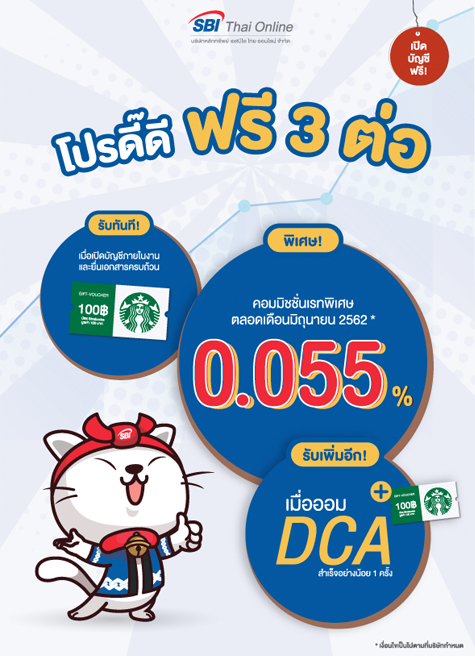 SBI Thai Online
บริษัทหลักทรัพย์ เอสบีไอ ไทย ออนไลน์ จำกัด
เปิด
บัญชี
ฟรี!
โปรดี๊ดี ฟรี 3 ต่อ
รับทันที!
เมื่อเปิดบัญชีภายในงาน
และยื่นเอกสารครบถ้วน
GIFT-VOUCHER
100฿
พิเศษ!
คอมมิชชั่นเรทพิเศษ
ตลอดเดือนมิถุนายน 2562 *
0.055 %
SBI
รับเพิ่มอีก!
เมื่อออม
DCA
สำเร็จอย่างน้อย 1 ครั้ง
+
GIFT-VOUCHER
100฿
* เงื่อนไขเป็นไปตามที่บริษัทกำหนด